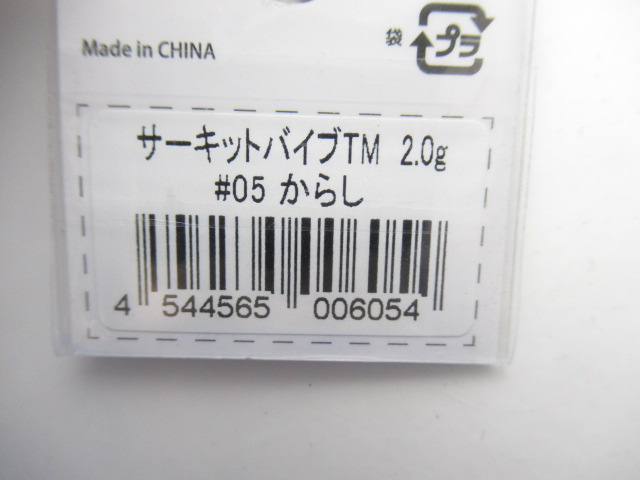 Made in CHINA
袋 プラ
サーキットバイブTM 2.0g
#05 からし
4 544565 006054